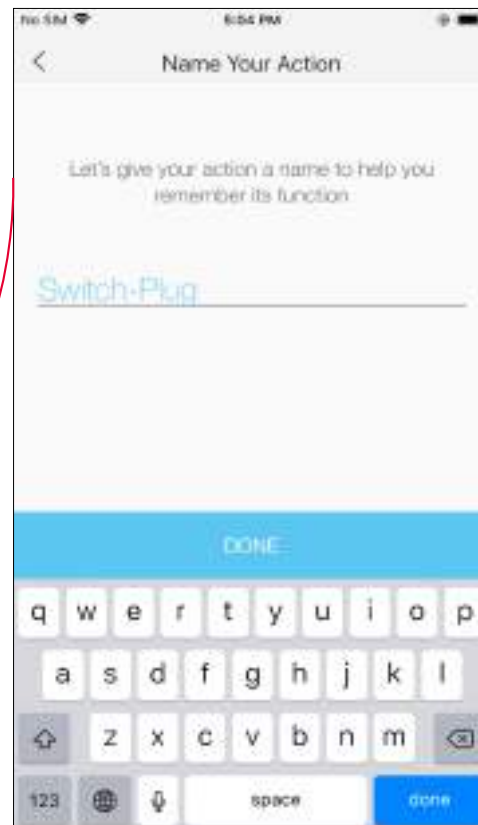 No SIM 5:04 PM
Name Your Action
Let's give your action a name to help you
remember its function
Switch-Plug
DONE
q w e r t y u i o p
a s d f g h j k l
z x c v b n m
123 space done